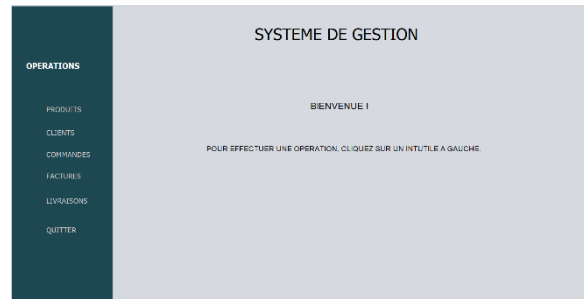 SYSTEME DE GESTION
OPERATIONS
PRODUITS
CLIENTS
COMMANDES
FACTURES
LIVRAISONS
QUITTER
BIENVENUE !
POUR EFFECTUER UNE OPERATION, CLIQUEZ SUR UN INTUTILE A GAUCHE.